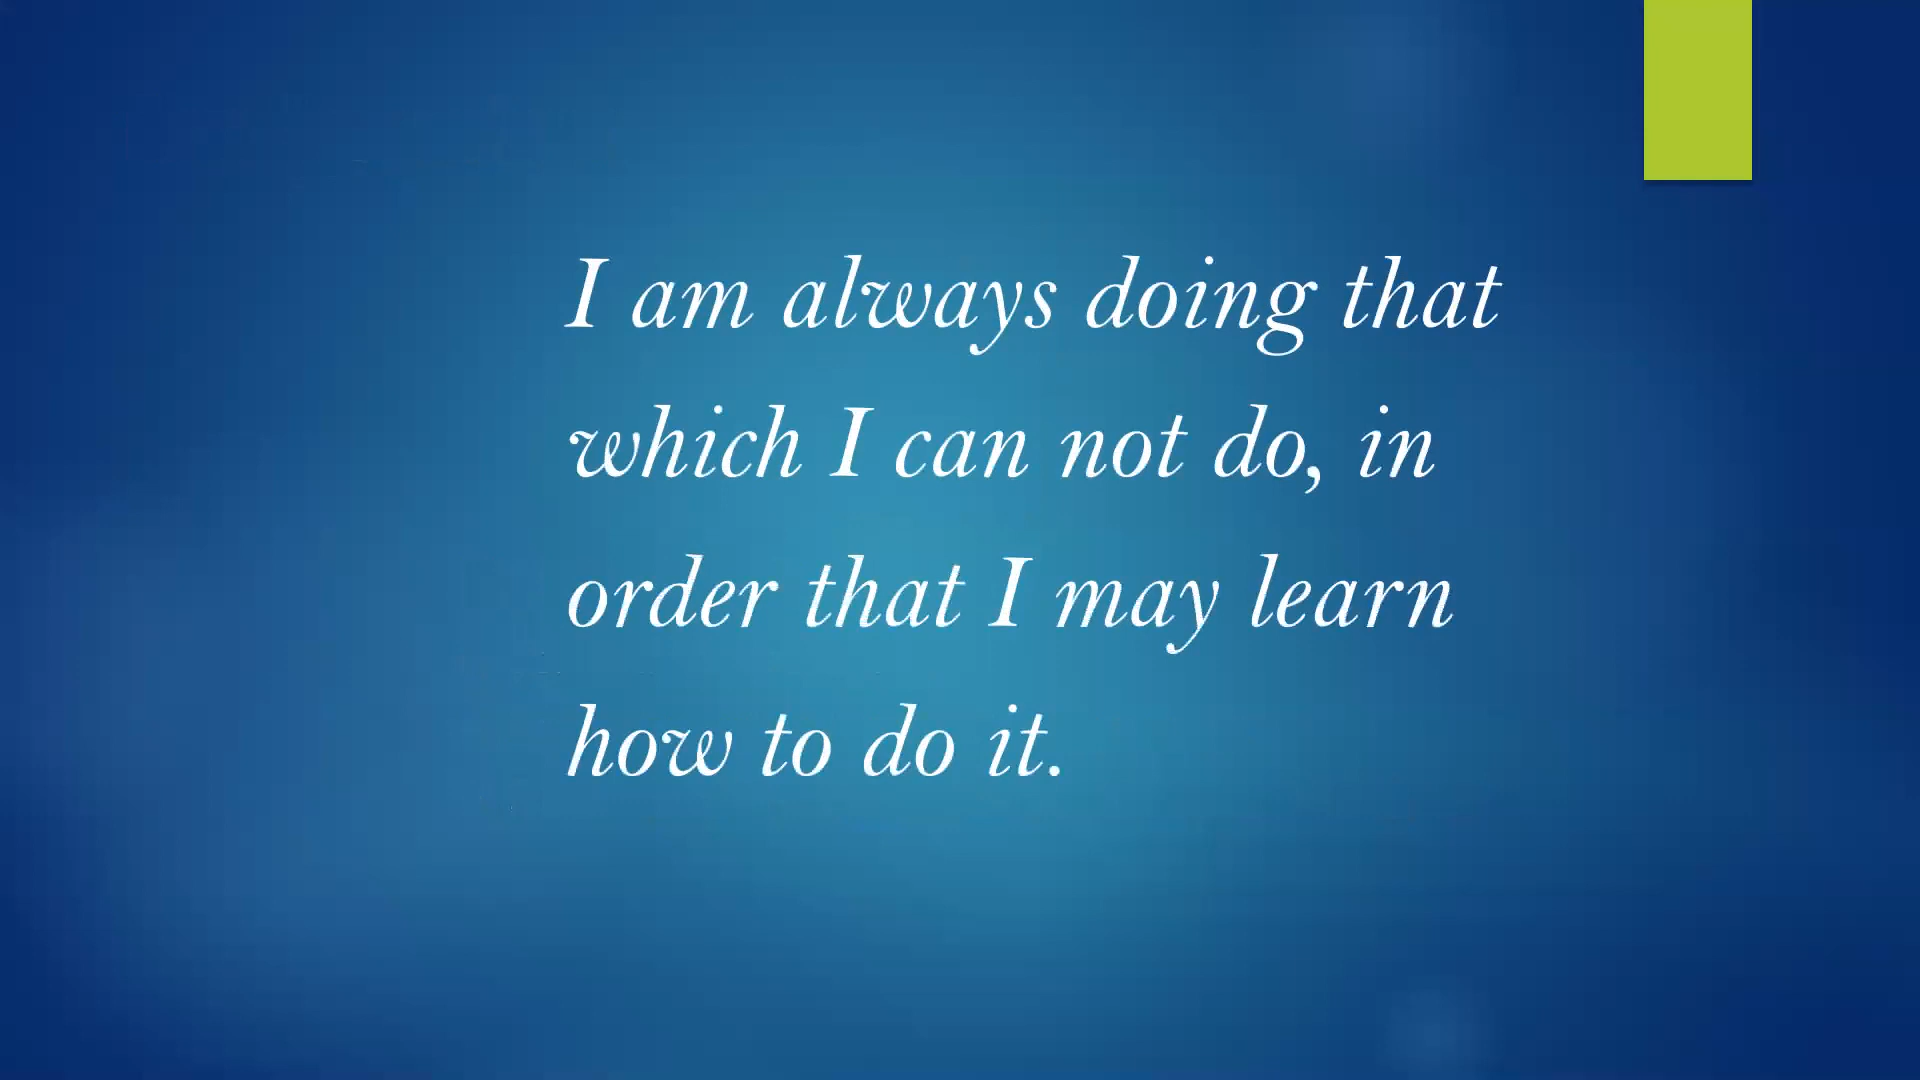 I am always doing that
which I can not do, in
order that I may learn
how to do it.